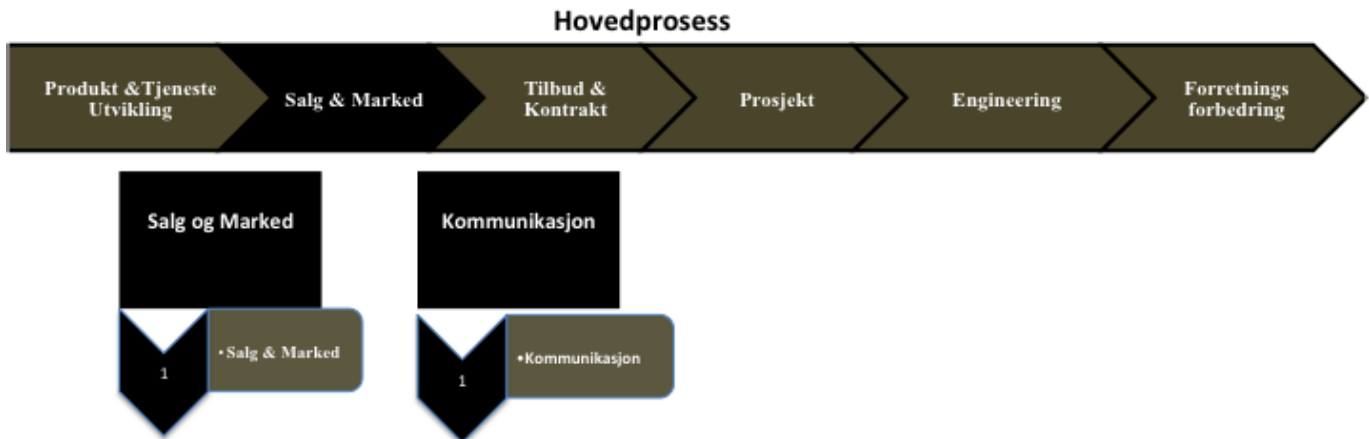 Hovedprosess
Produkt &Tjeneste
Utvikling
Salg & Marked
Tilbud &
Kontrakt
Prosjekt
Engineering
Forretnings
forbedring
Salg og Marked
Kommunikasjon
1
•Salg & Marked
1
•Kommunikasjon